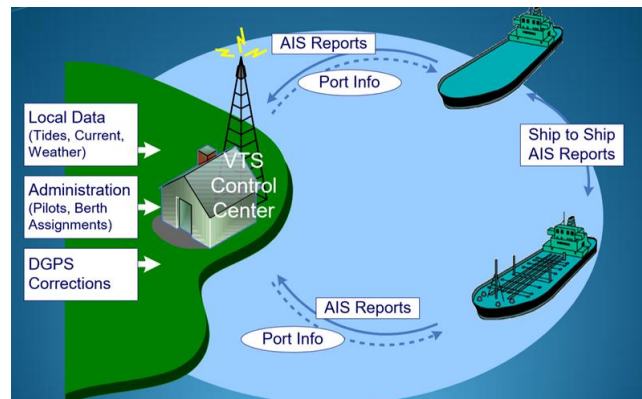 AIS Reports
Port Info
Local Data
(Tides, Current,
Weather)
VTS
Control
Center
Ship to Ship
AIS Reports
Administration
(Pilots, Berth
Assignments)
DGPS
Corrections
AIS Reports
Port Info